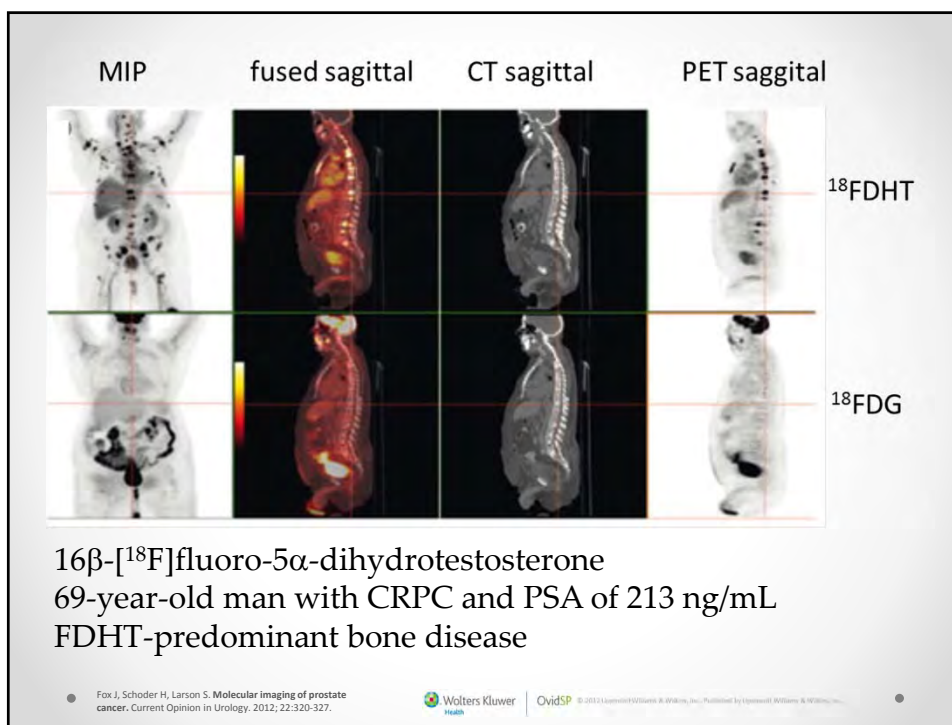 MIP fused sagittal CT sagittal PET saggital
¹⁸FDHT
¹⁸FDG
16β-[¹⁸F]fluoro-5α-dihydrotestosterone
69-year-old man with CRPC and PSA of 213 ng/mL
FDHT-predominant bone disease
Fox J, Schoder H, Larson S. Molecular imaging of prostate
cancer. Current Opinion in Urology. 2012; 22:320-327.
Wolters Kluwer
Health
OvidSP